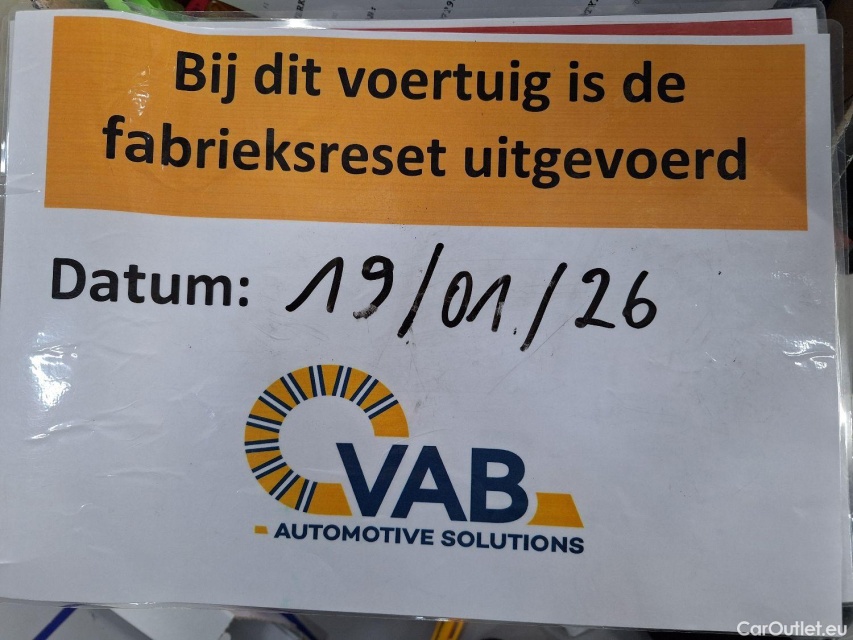 Bij dit voertuig is de
fabrieksreset uitgevoerd
Datum: 19/01/26
VAB
AUTOMOTIVE SOLUTIONS
CarOutlet.eu